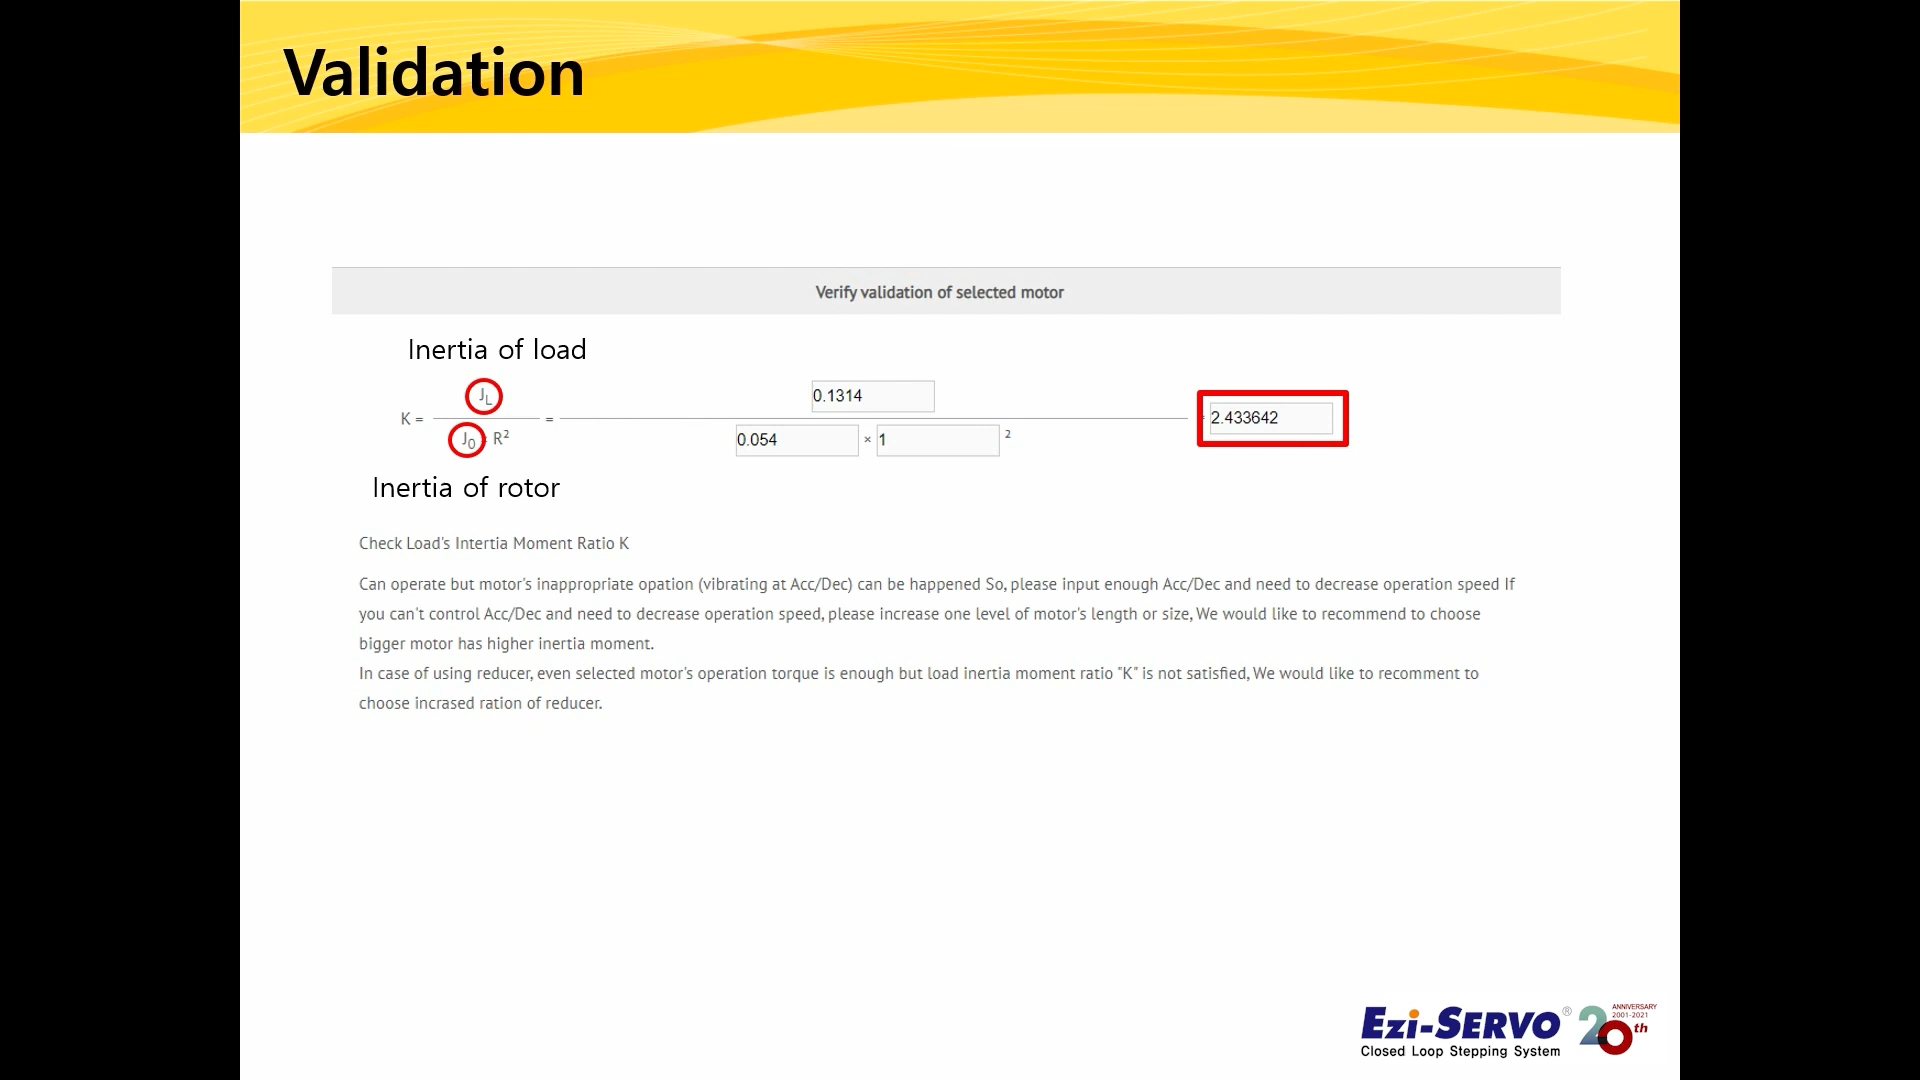 Validation
Verify validation of selected motor
Inertia of load
K = J_L / J_0 × R² = 0.1314 / 0.054 × 1 ² = 2.433642
Inertia of rotor
Check Load's Intertia Moment Ratio K
Can operate but motor's inappropriate opation (vibrating at Acc/Dec) can be happened So, please input enough Acc/Dec and need to decrease operation speed If
you can't control Acc/Dec and need to decrease operation speed, please increase one level of motor's length or size, We would like to recommend to choose
bigger motor has higher inertia moment.
In case of using reducer, even selected motor's operation torque is enough but load inertia moment ratio "K" is not satisfied, We would like to recomment to
choose incrased ration of reducer.
Ezi-SERVO®
Closed Loop Stepping System
20th
ANNIVERSARY
2001-2021